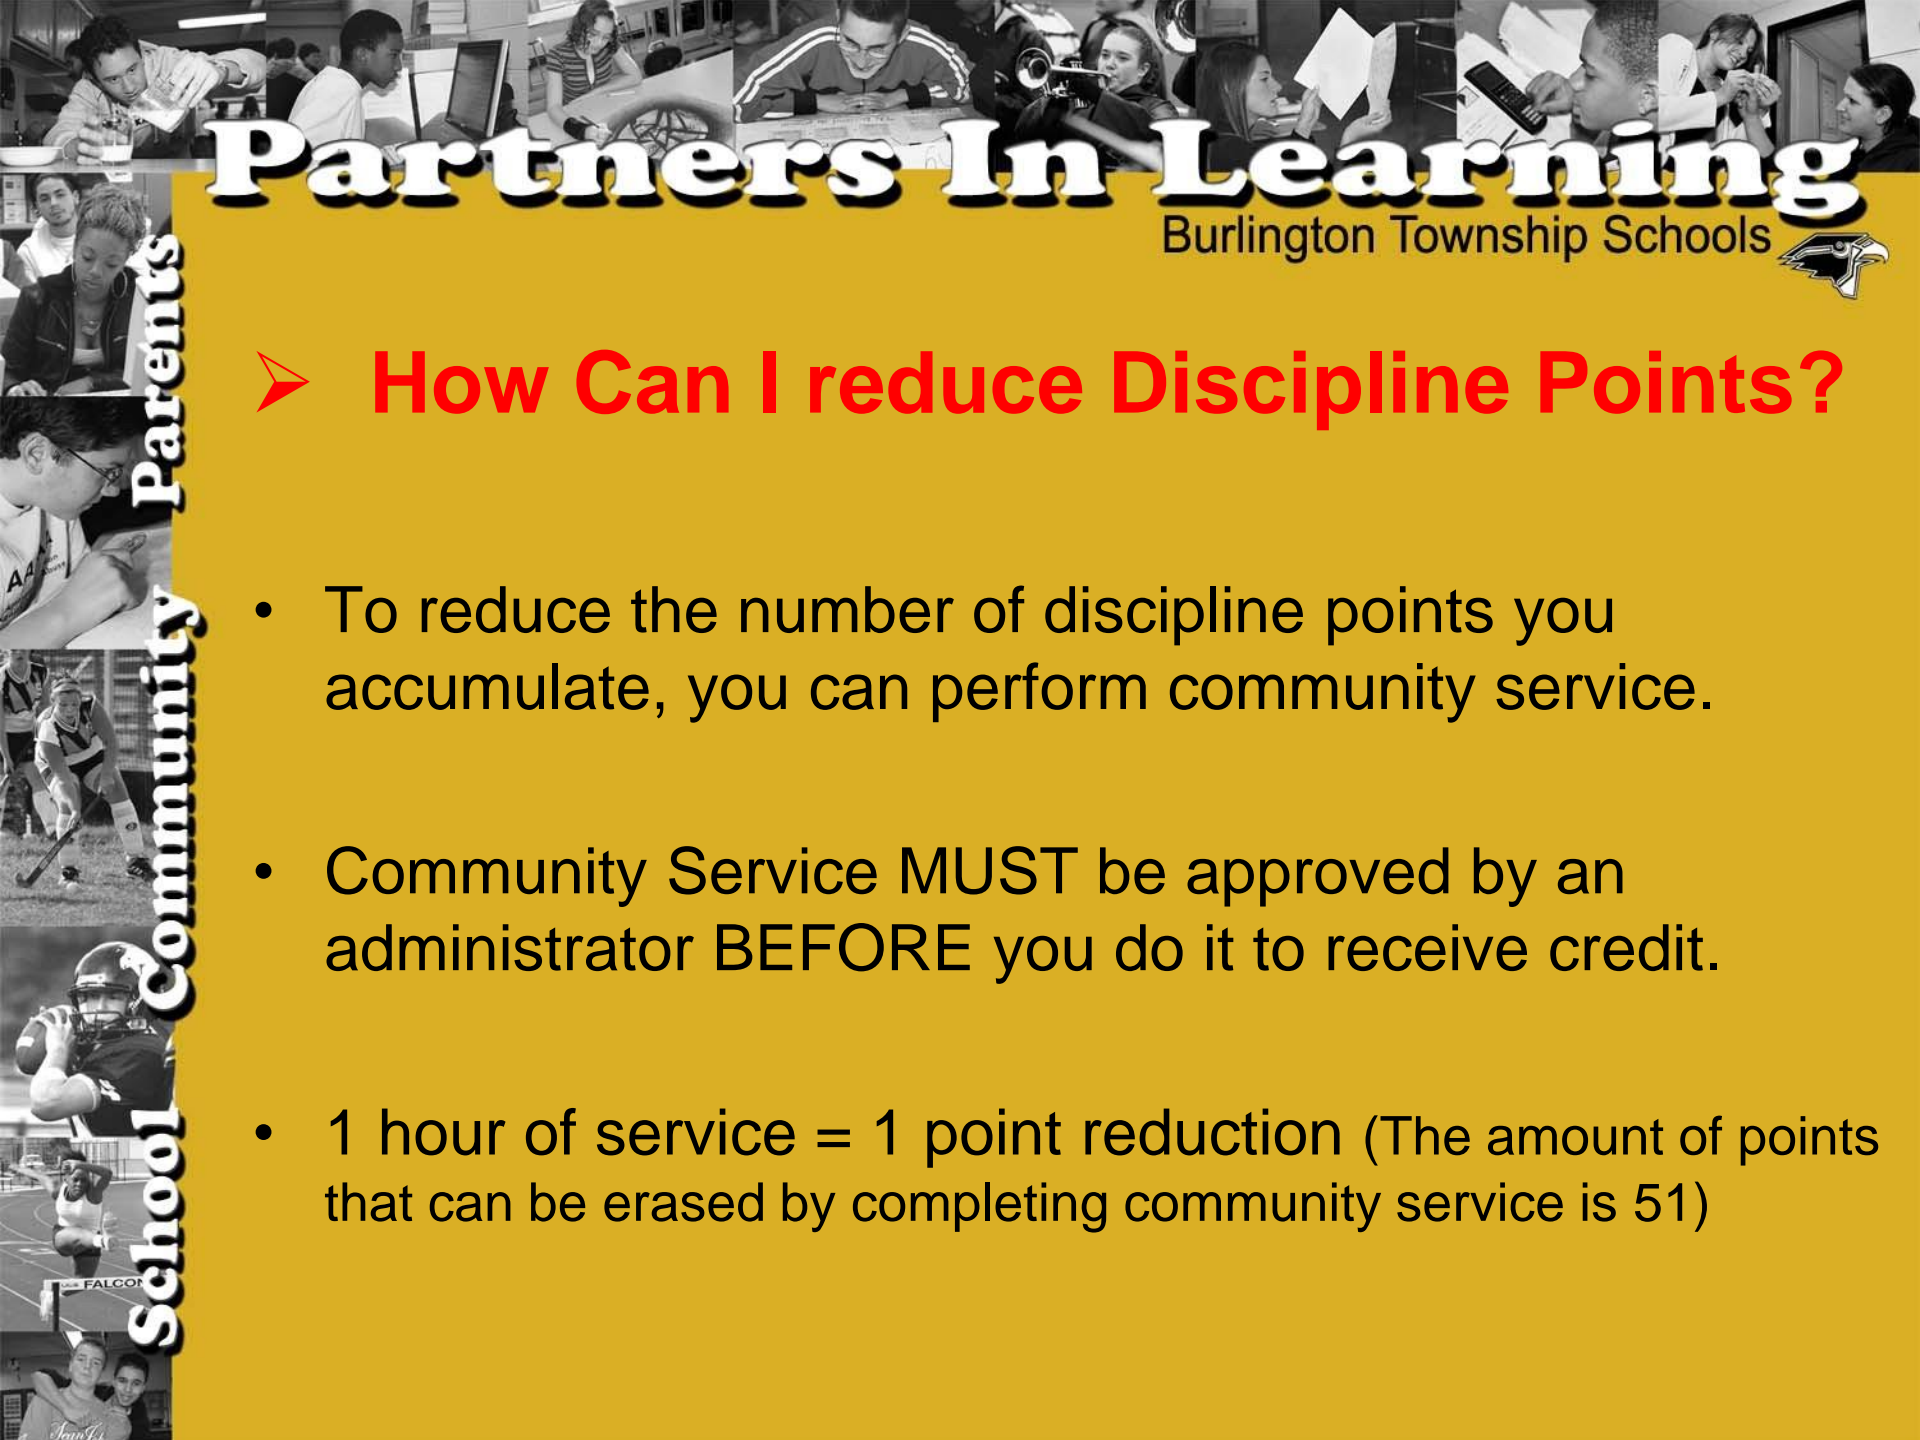 Partners In Learning
Burlington Township Schools
School Community Parents
➢ How Can I reduce Discipline Points?
• To reduce the number of discipline points you
accumulate, you can perform community service.
• Community Service MUST be approved by an
administrator BEFORE you do it to receive credit.
• 1 hour of service = 1 point reduction (The amount of points
that can be erased by completing community service is 51)
FALCON